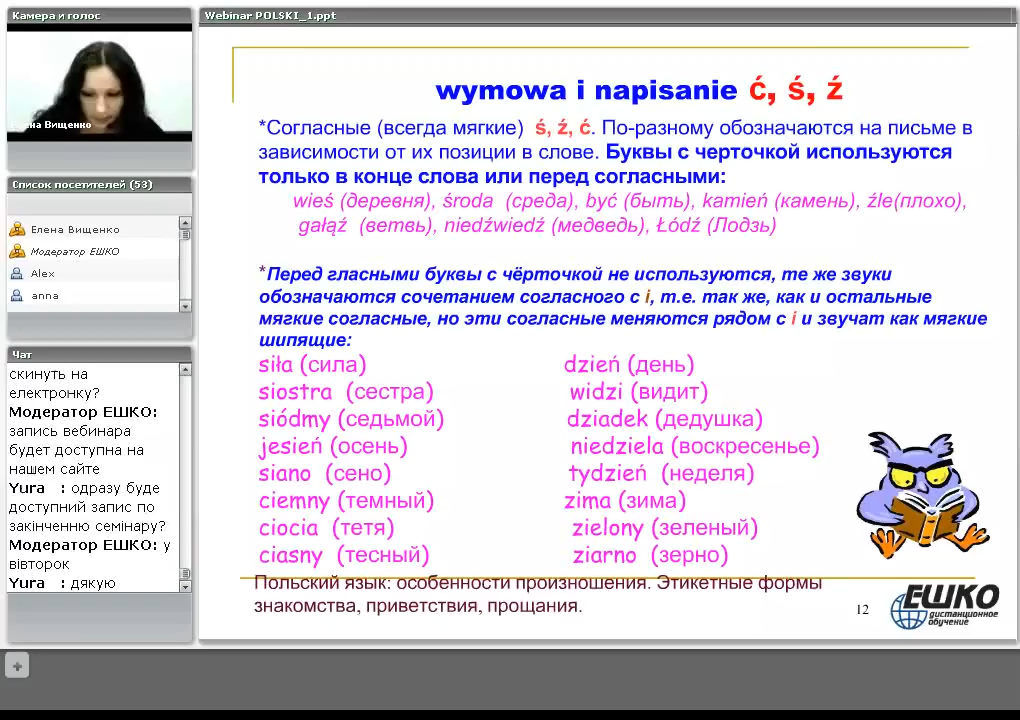 Камера и голос
Елена Вищенко
Список посетителей (53)
Елена Вищенко
Модератор ЕШКО
Alex
anna
Чат
скинуть на
електронку?
Модератор ЕШКО:
запись вебинара
будет доступна на
нашем сайте
Yura : одразу буде
доступний запис по
закінченню семінару?
Модератор ЕШКО: у
вівторок
Yura : дякую
Webinar POLSKI_1.ppt
wymowa i napisanie ć, ś, ź
*Согласные (всегда мягкие) ś, ź, ć. По-разному обозначаются на письме в
зависимости от их позиции в слове. Буквы с черточкой используются
только в конце слова или перед согласными:
wieś (деревня), środa (среда), być (быть), kamień (камень), źle(плохо),
gałąź (ветвь), niedźwiedź (медведь), Łódź (Лодзь)
*Перед гласными буквы с чёрточкой не используются, те же звуки
обозначаются сочетанием согласного с i, т.е. так же, как и остальные
мягкие согласные, но эти согласные меняются рядом с i и звучат как мягкие
шипящие:
siła (сила)
siostra (сестра)
siódmy (седьмой)
jesień (осень)
siano (сено)
ciemny (темный)
ciocia (тетя)
ciasny (тесный)
dzień (день)
widzi (видит)
dziadek (дедушка)
niedziela (воскресенье)
tydzień (неделя)
zima (зима)
zielony (зеленый)
ziarno (зерно)
Польский язык: особенности произношения. Этикетные формы
знакомства, приветствия, прощания.
12
ЕШКО
дистанционное
обучение